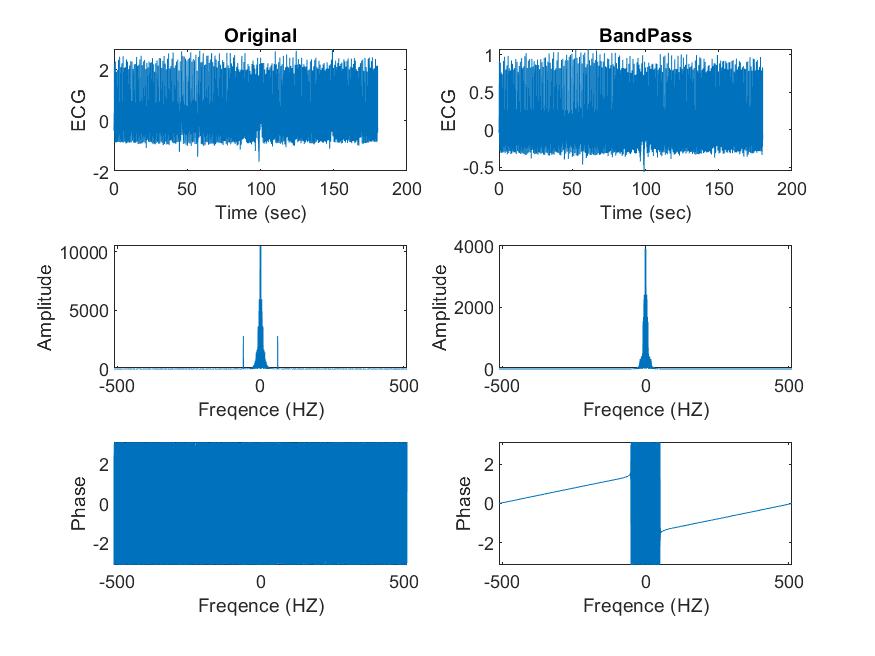 Original
BandPass
2
0
-2
ECG
0 50 100 150 200
Time (sec)
1
0.5
0
-0.5
ECG
0 50 100 150 200
Time (sec)
10000
5000
0
Amplitude
-500 0 500
Freqence (HZ)
4000
2000
0
Amplitude
-500 0 500
Freqence (HZ)
2
0
-2
Phase
-500 0 500
Freqence (HZ)
2
0
-2
Phase
-500 0 500
Freqence (HZ)